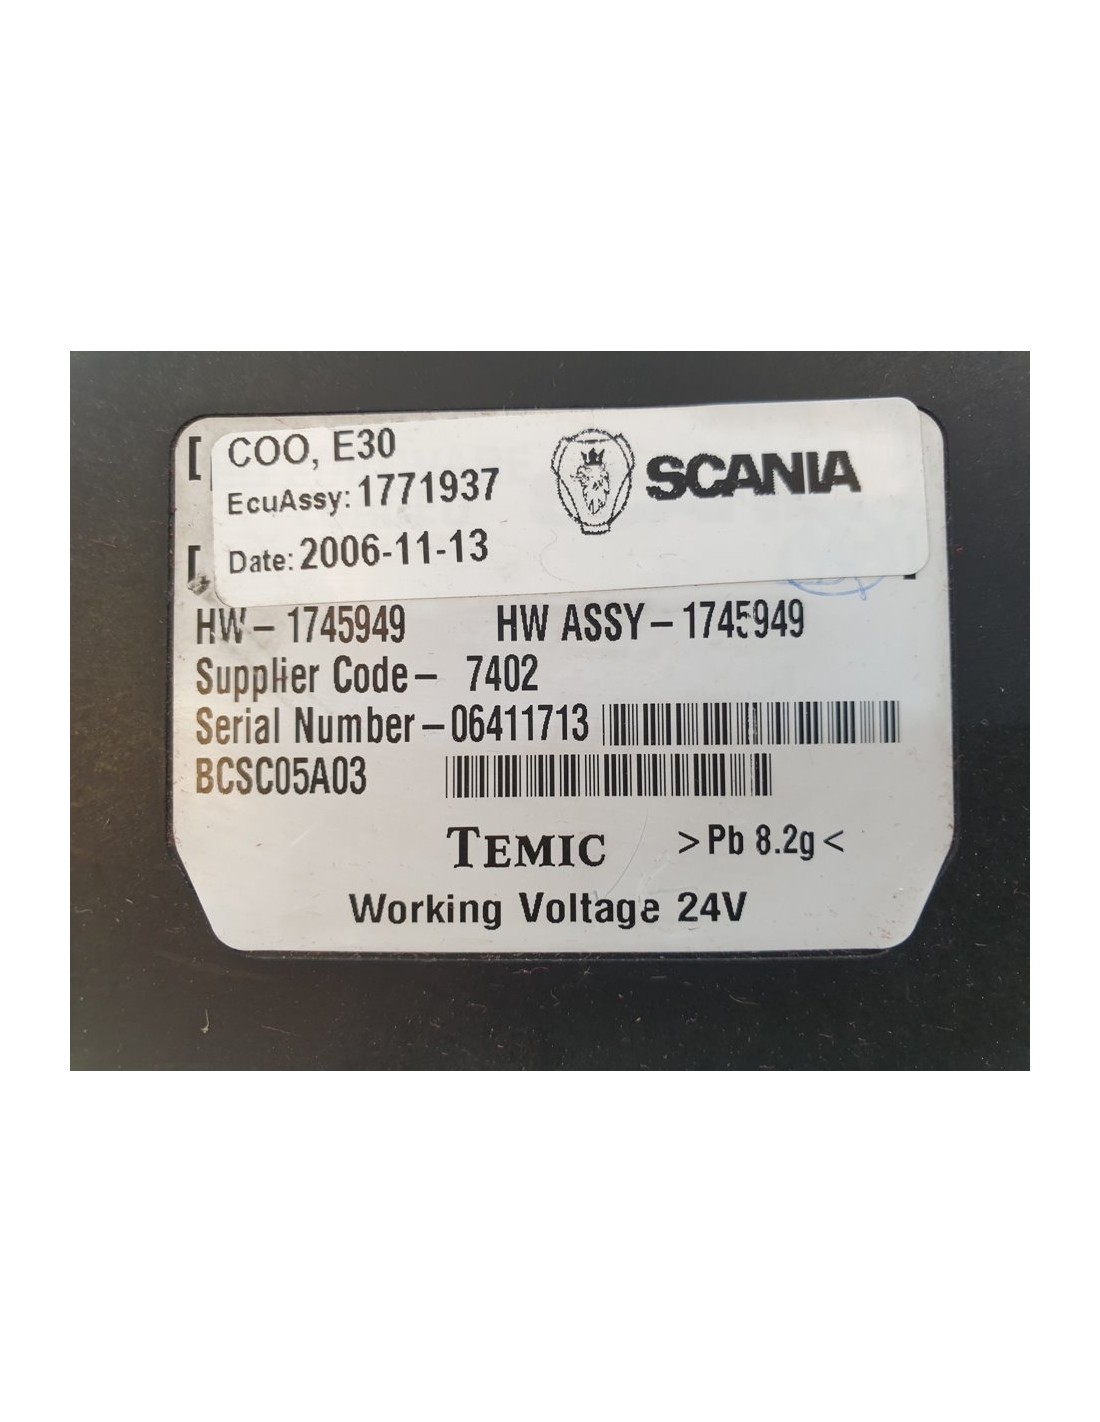 COO, E30
EcuAssy: 1771937
SCANIA
Date: 2006-11-13
HW – 1745949 HW ASSY – 1745949
Supplier Code – 7402
Serial Number – 06411713
BCSC05A03
TEMIC >Pb 8.2g<
Working Voltage 24V